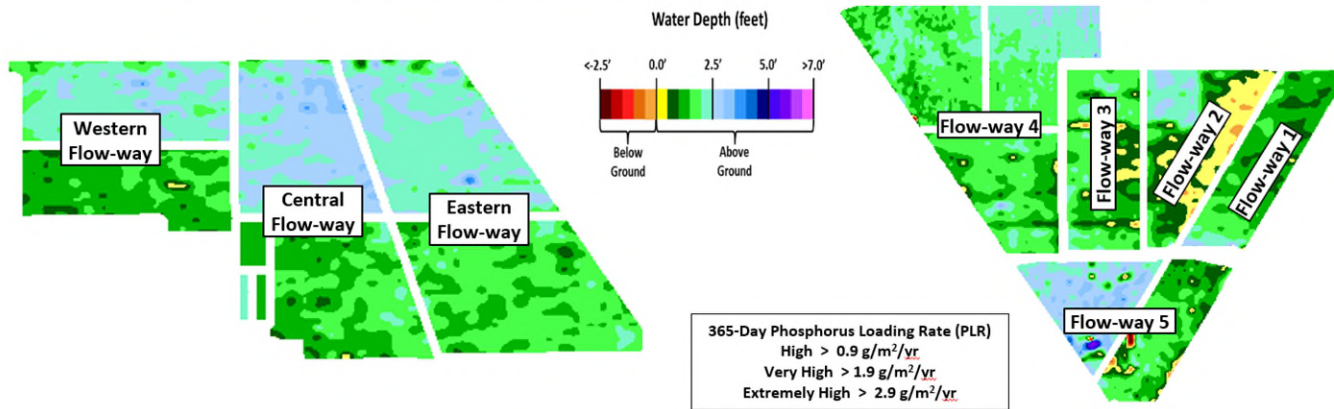 Water Depth (feet)
<-2.5'
0.0'
2.5'
5.0'
>7.0'
Below
Ground
Above
Ground
Western
Flow-way
Central
Flow-way
Eastern
Flow-way
Flow-way 4
Flow-way 3
Flow-way 2
Flow-way 1
Flow-way 5
365-Day Phosphorus Loading Rate (PLR)
High > 0.9 g/m²/yr
Very High > 1.9 g/m²/yr
Extremely High > 2.9 g/m²/yr